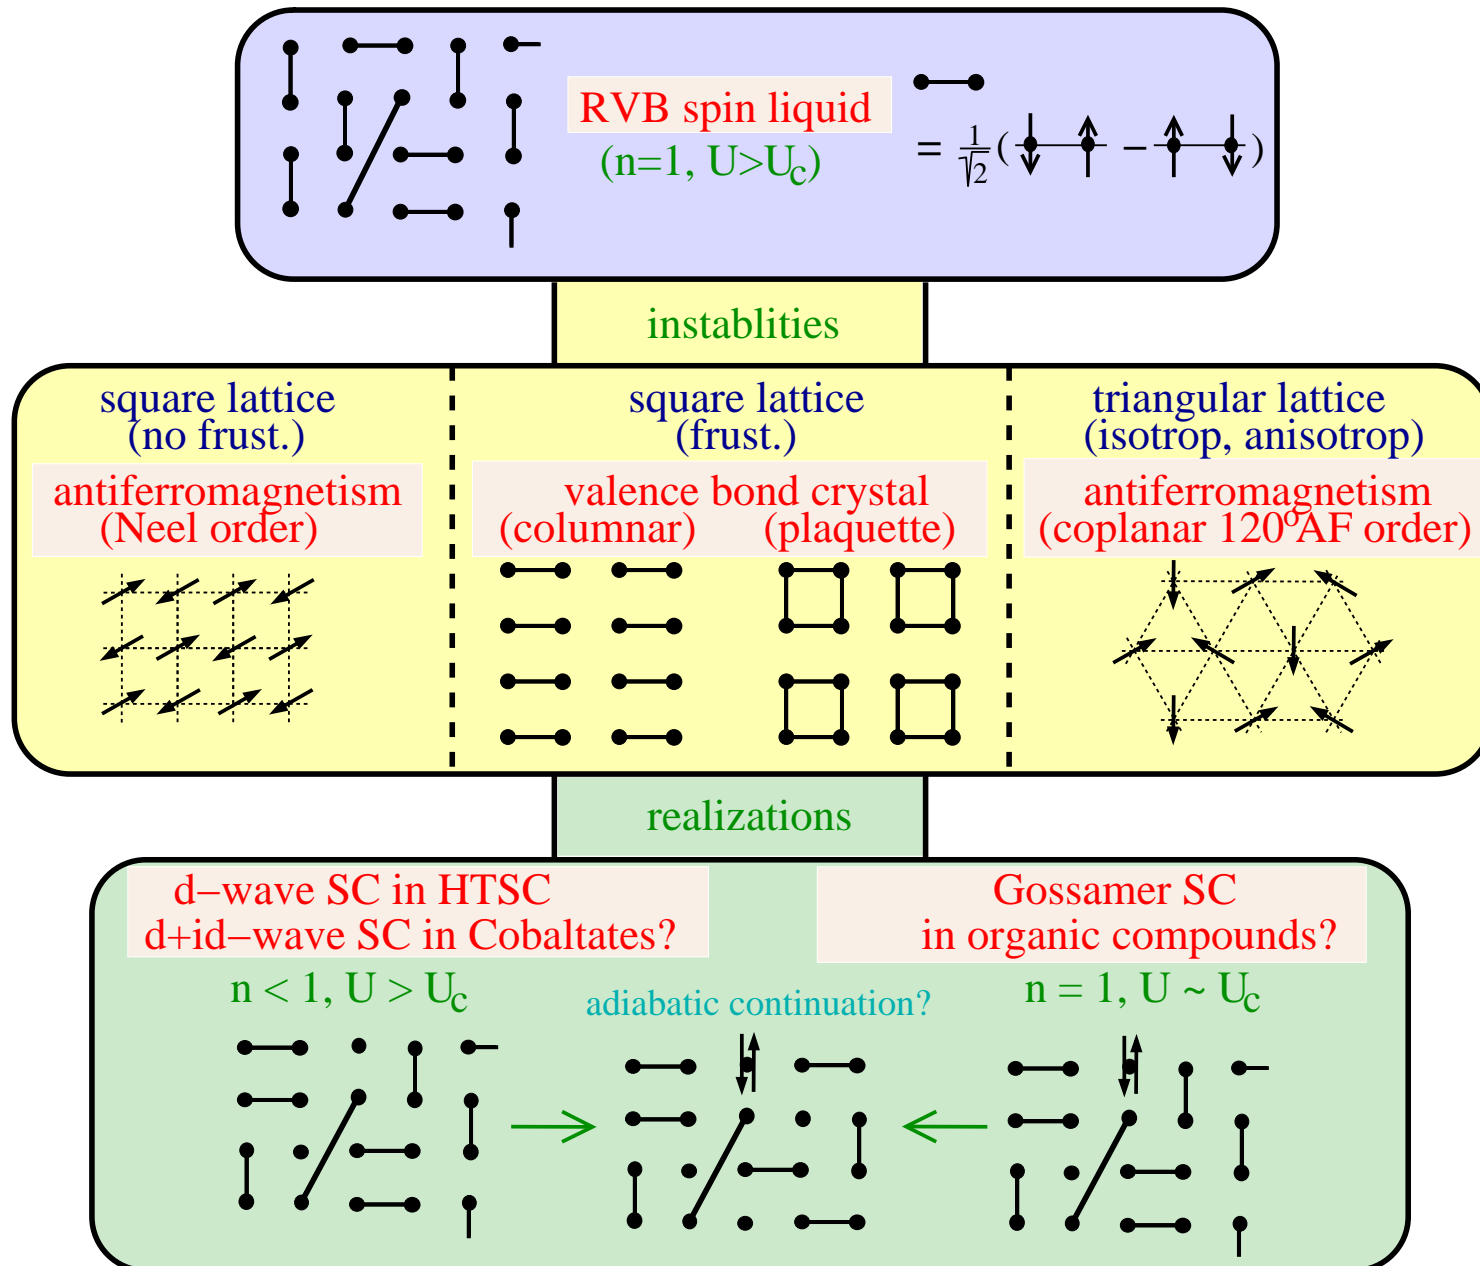 RVB spin liquid
(n=1, U>Uc)
= 1/√2 ( − )
instablities
square lattice
(no frust.)
antiferromagnetism
(Neel order)
square lattice
(frust.)
valence bond crystal
(columnar) (plaquette)
triangular lattice
(isotrop, anisotrop)
antiferromagnetism
(coplanar 120°AF order)
realizations
d−wave SC in HTSC
d+id−wave SC in Cobaltates?
n < 1, U > Uc
adiabatic continuation?
Gossamer SC
in organic compounds?
n = 1, U ~ Uc